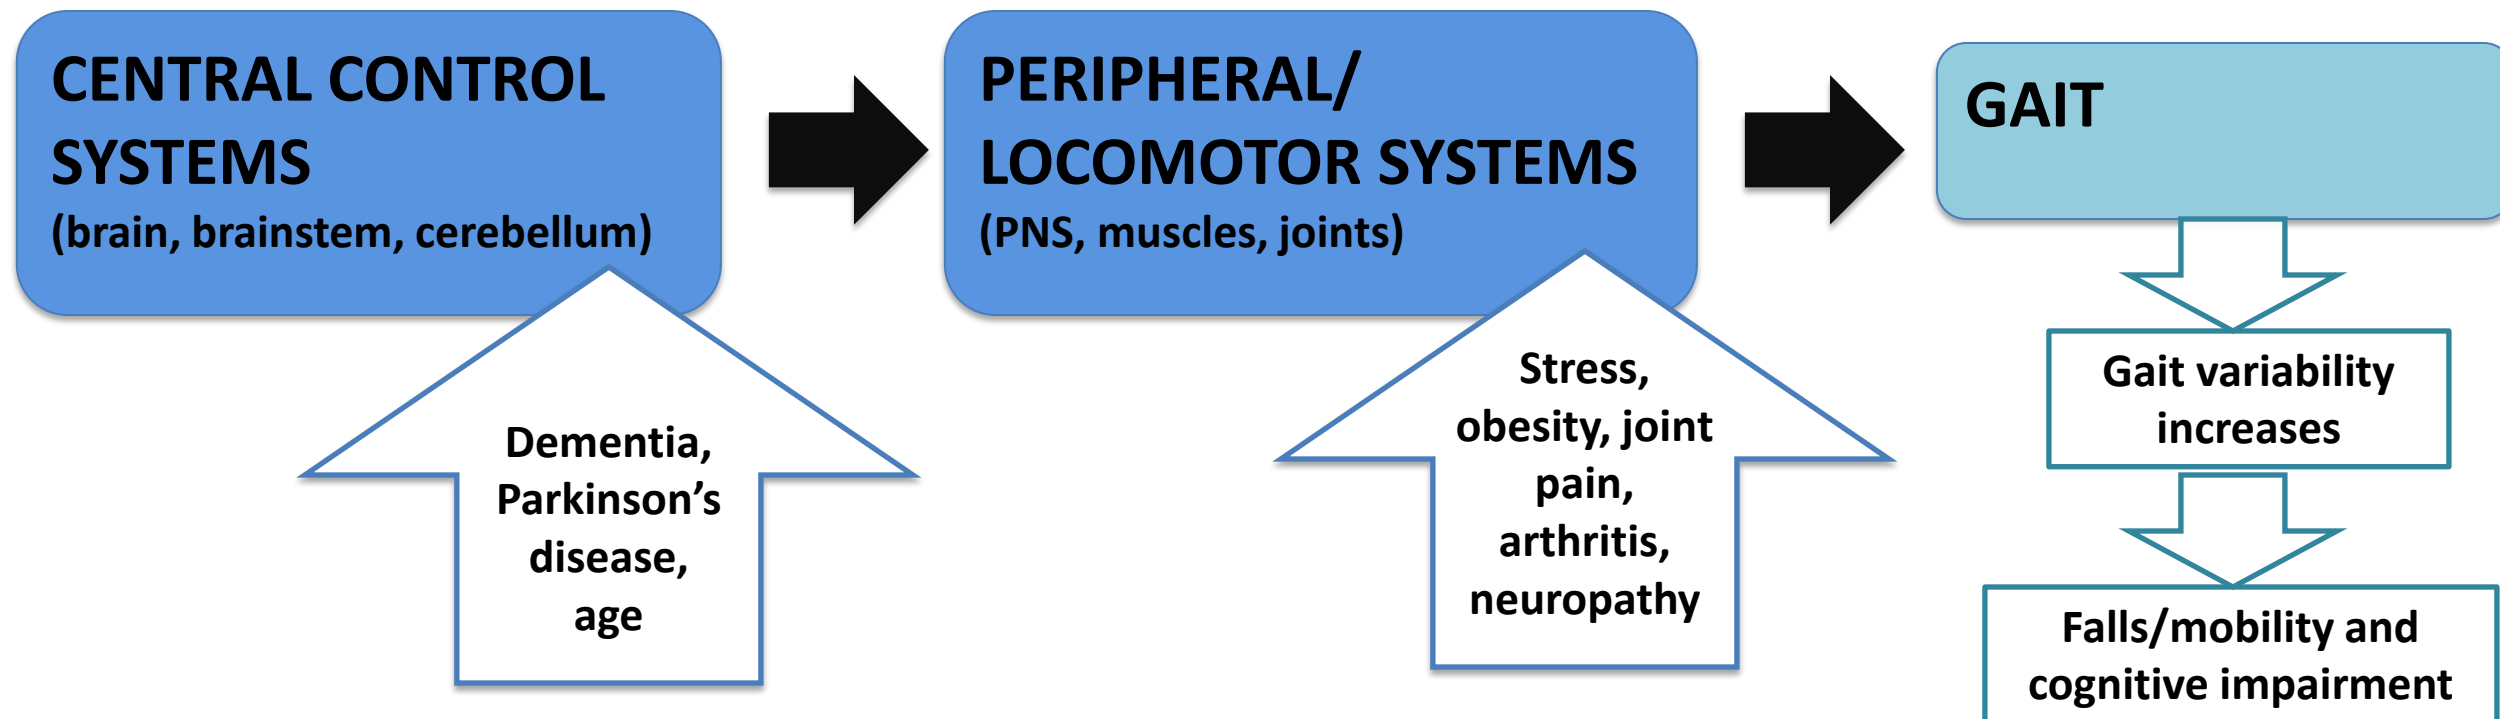 CENTRAL CONTROL
SYSTEMS
(brain, brainstem, cerebellum)
PERIPHERAL/
LOCOMOTOR SYSTEMS
(PNS, muscles, joints)
GAIT
Dementia,
Parkinson’s
disease,
age
Stress,
obesity, joint
pain,
arthritis,
neuropathy
Gait variability
increases
Falls/mobility and
cognitive impairment